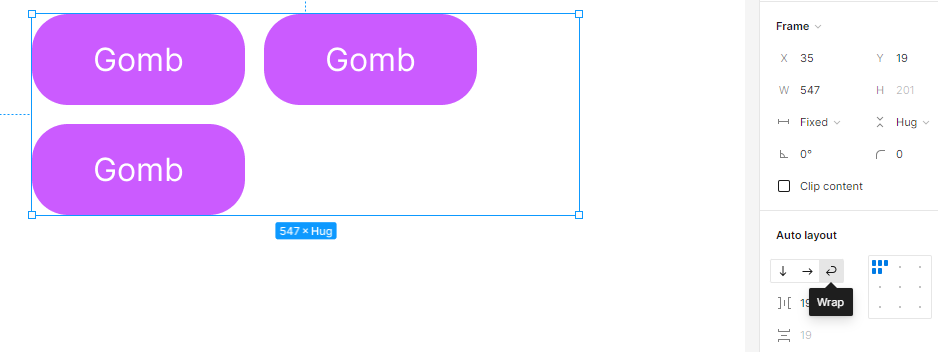 Gomb Gomb
Gomb
547 × Hug
Frame
X 35 Y 19
W 547 H 201
Fixed Hug
0° 0
Clip content
Auto layout
Wrap
19